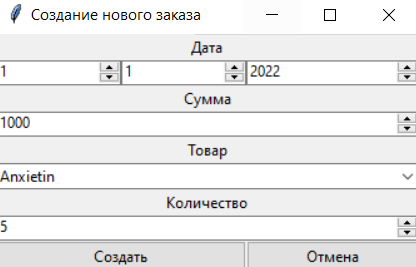 Создание нового заказа
Дата
1 1 2022
Сумма
1000
Товар
Anxietin
Количество
5
Создать Отмена